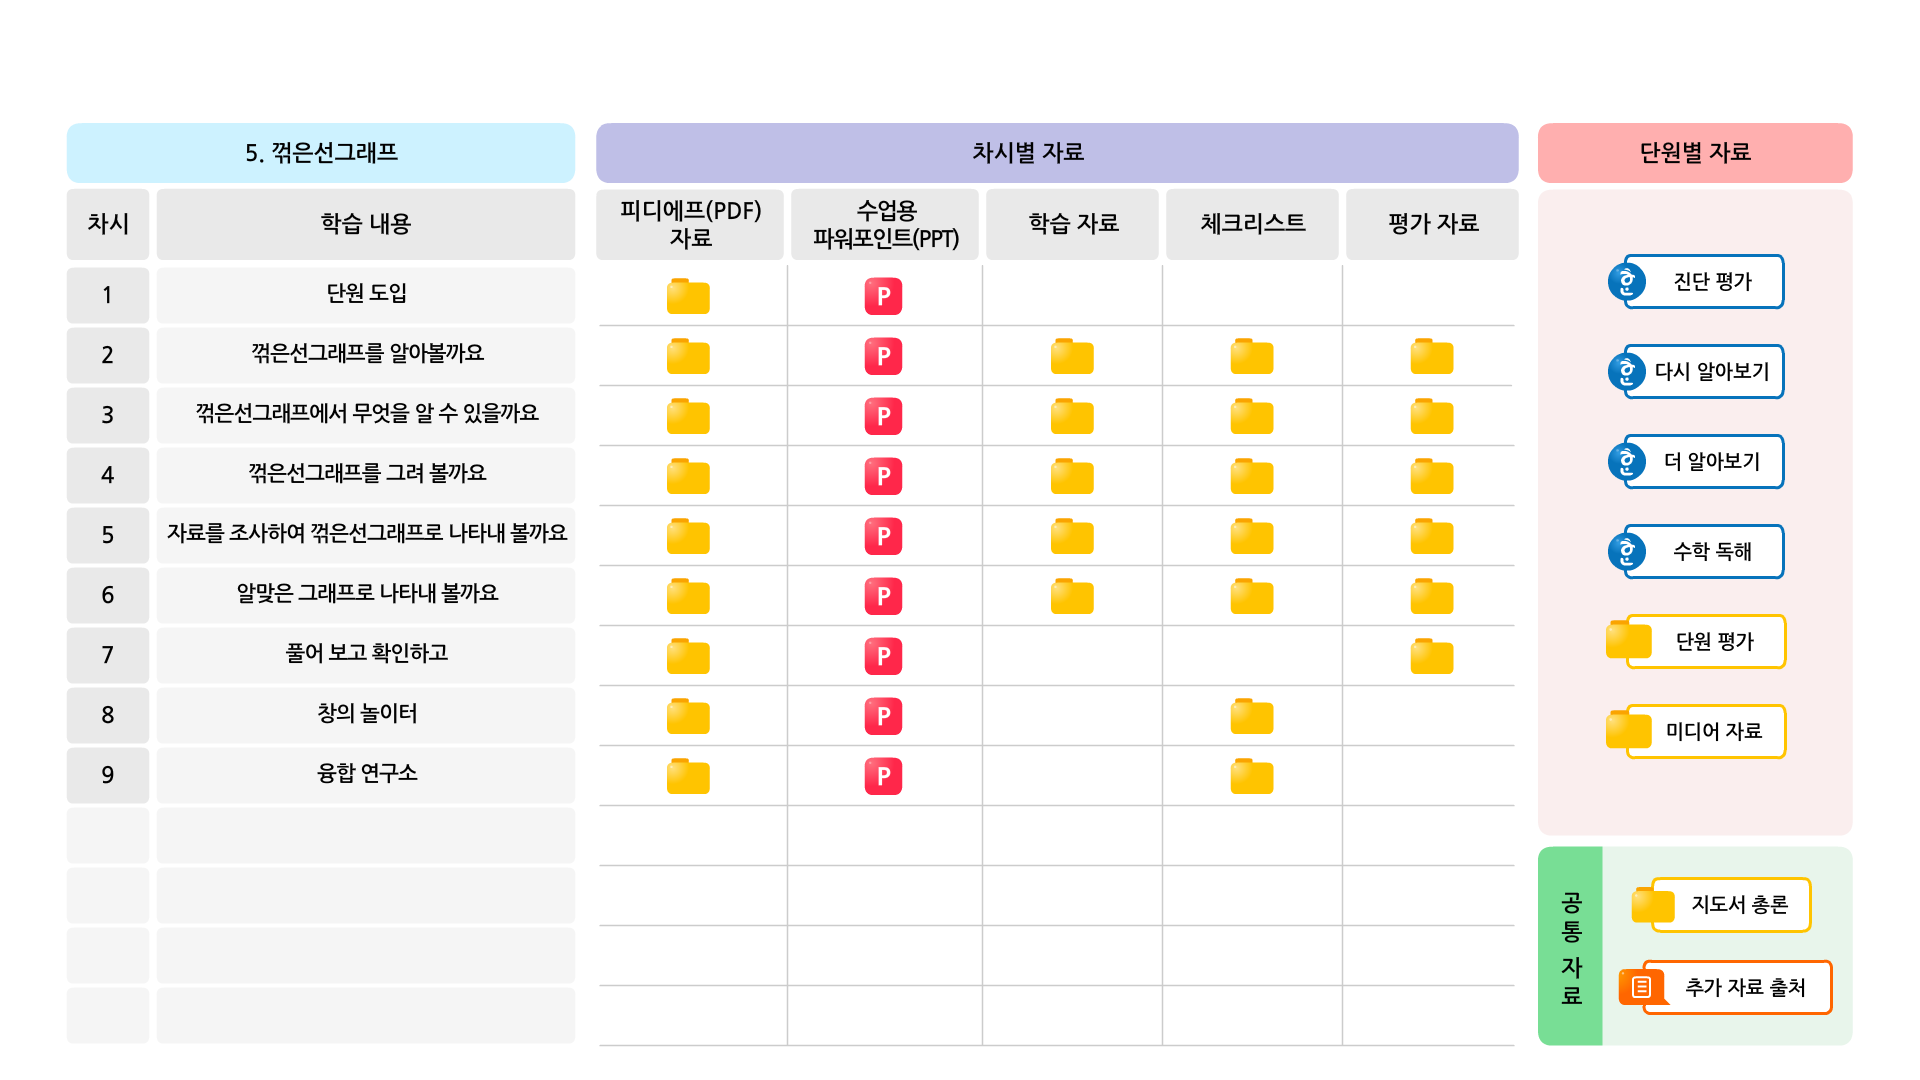 5. 꺾은선그래프
차시별 자료
단원별 자료
차시
학습 내용
피디에프(PDF)
자료
수업용
파워포인트(PPT)
학습 자료
체크리스트
평가 자료
1
단원 도입
P
2
꺾은선그래프를 알아볼까요
P
3
꺾은선그래프에서 무엇을 알 수 있을까요
P
4
꺾은선그래프를 그려 볼까요
P
5
자료를 조사하여 꺾은선그래프로 나타내 볼까요
P
6
알맞은 그래프로 나타내 볼까요
P
7
풀어 보고 확인하고
P
8
창의 놀이터
P
9
융합 연구소
P
한 진단 평가
한 다시 알아보기
한 더 알아보기
한 수학 독해
단원 평가
미디어 자료
공통 자료
지도서 총론
추가 자료 출처